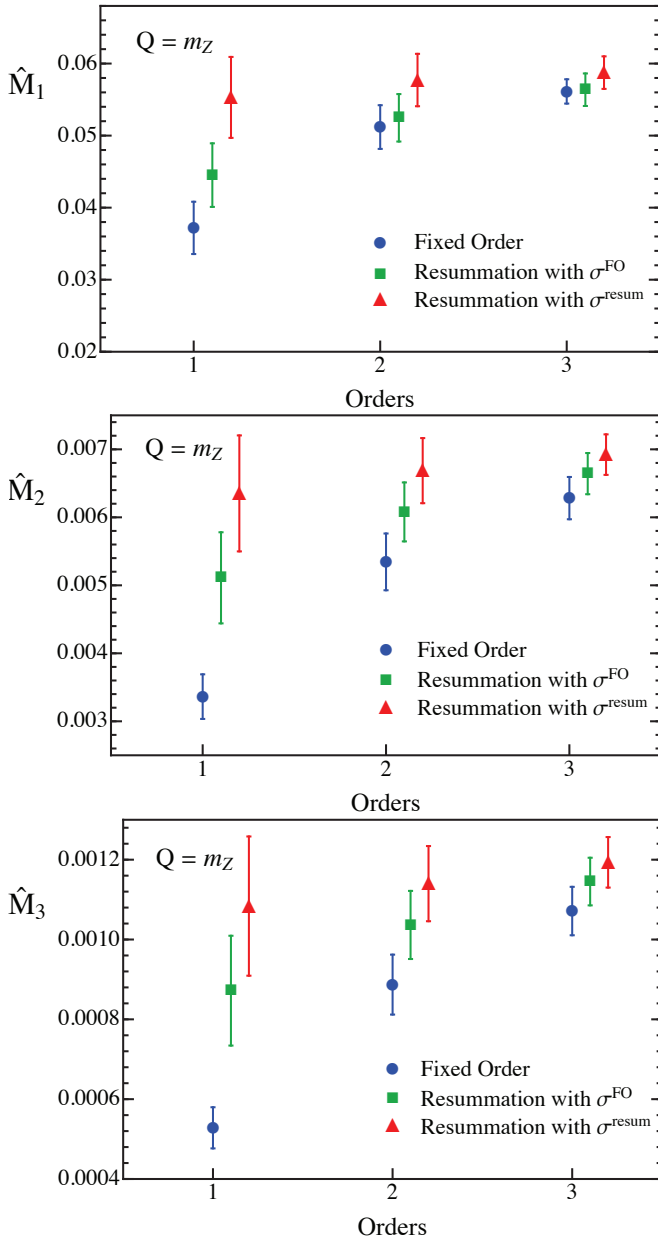 Q = m_Z
M̂₁
0.06
0.05
0.04
0.03
0.02
Fixed Order
Resummation with σ^FO
Resummation with σ^resum
1 2 3
Orders
Q = m_Z
M̂₂
0.007
0.006
0.005
0.004
0.003
Fixed Order
Resummation with σ^FO
Resummation with σ^resum
1 2 3
Orders
Q = m_Z
M̂₃
0.0012
0.0010
0.0008
0.0006
0.0004
Fixed Order
Resummation with σ^FO
Resummation with σ^resum
1 2 3
Orders